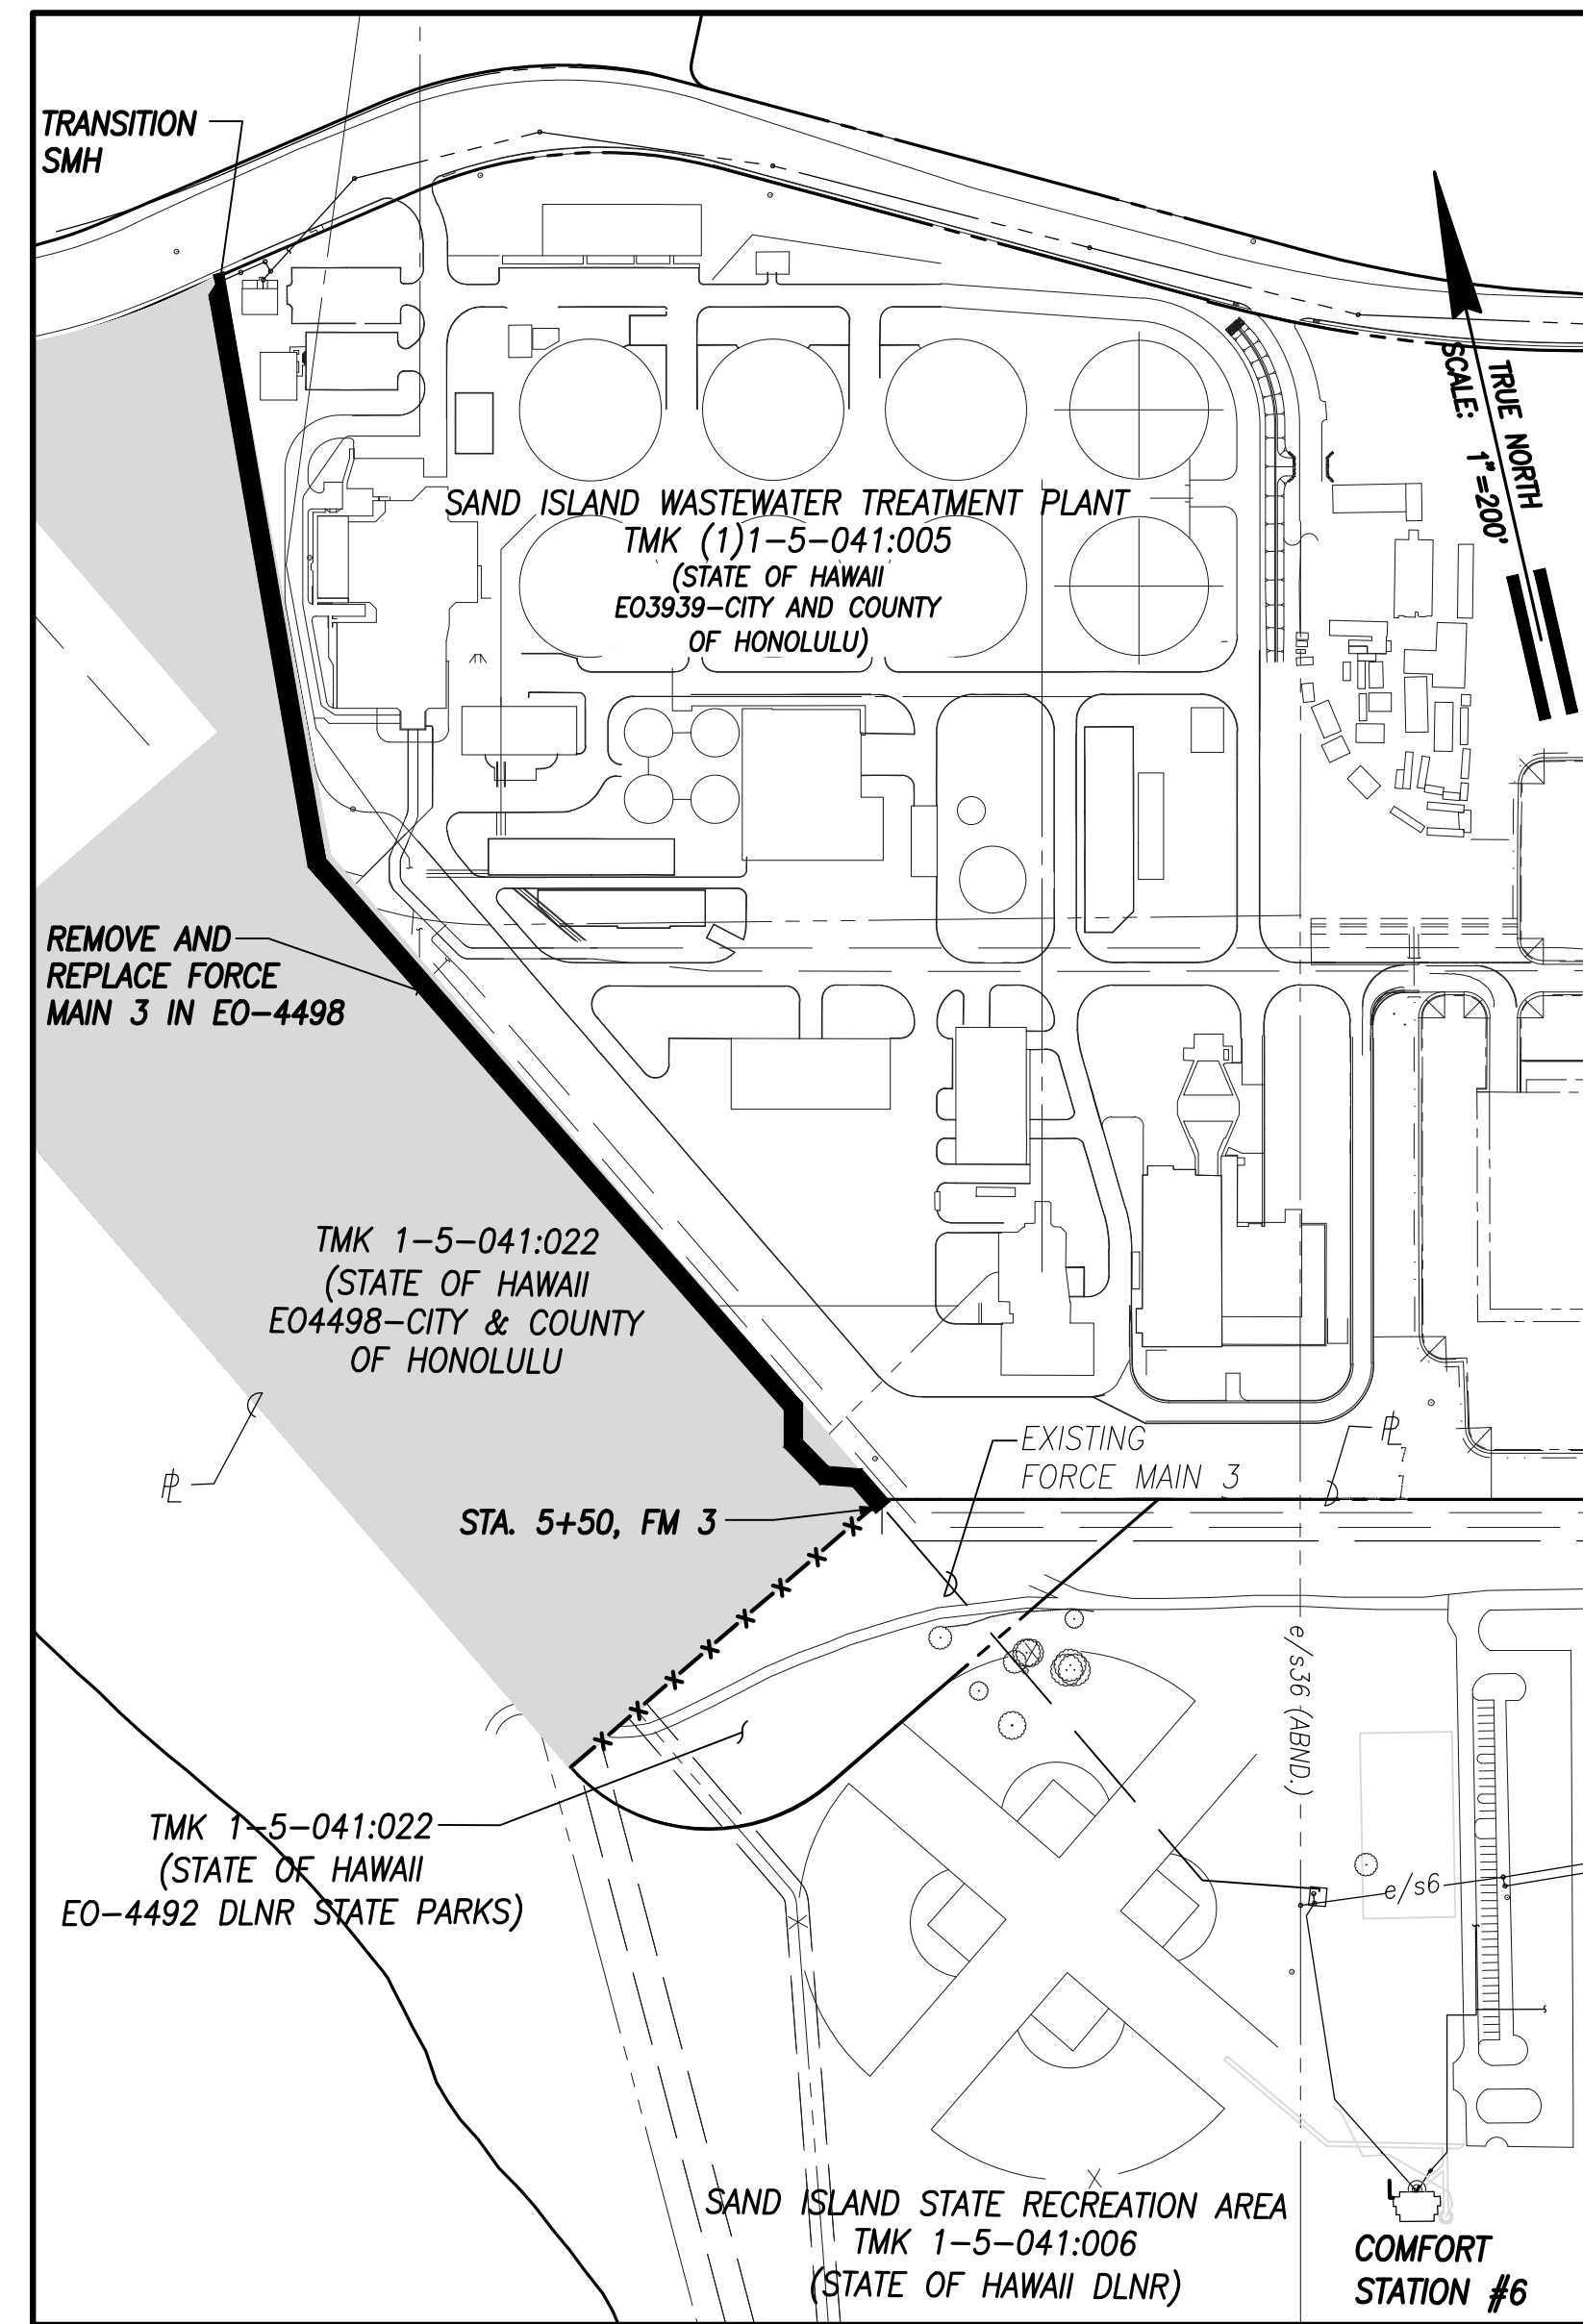 TRANSITION
SMH
TRUE NORTH
SCALE: 1"=200'
SAND ISLAND WASTEWATER TREATMENT PLANT
TMK (1)1-5-041:005
(STATE OF HAWAII
EO3939-CITY AND COUNTY
OF HONOLULU)
REMOVE AND
REPLACE FORCE
MAIN 3 IN EO-4498
TMK 1-5-041:022
(STATE OF HAWAII
EO4498-CITY & COUNTY
OF HONOLULU
PL
EXISTING
FORCE MAIN 3
PL
STA. 5+50, FM 3
e/s36 (ABND.)
TMK 1-5-041:022
(STATE OF HAWAII
EO-4492 DLNR STATE PARKS)
e/s6
SAND ISLAND STATE RECREATION AREA
TMK 1-5-041:006
(STATE OF HAWAII DLNR)
COMFORT
STATION #6